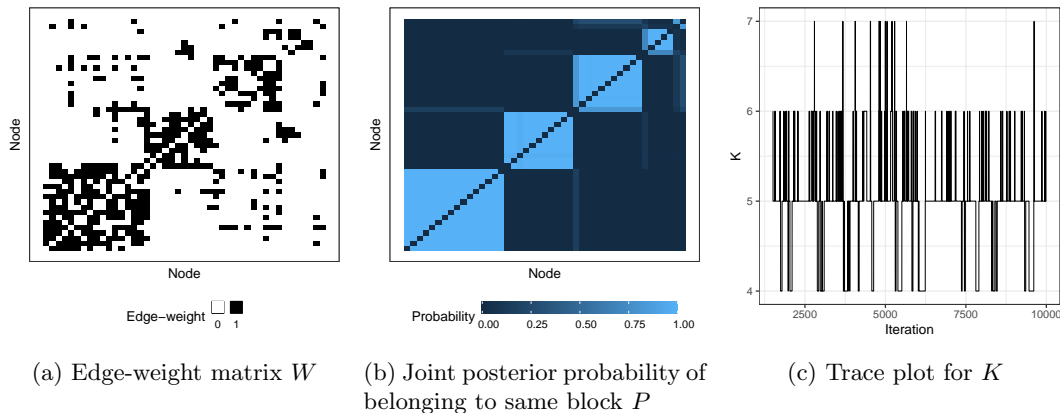 Node
Node
Edge−weight
0 1
(a) Edge-weight matrix W
Node
Node
Probability
0.00 0.25 0.50 0.75 1.00
(b) Joint posterior probability of
belonging to same block P
7
6
5
4
K
2500 5000 7500 10000
Iteration
(c) Trace plot for K